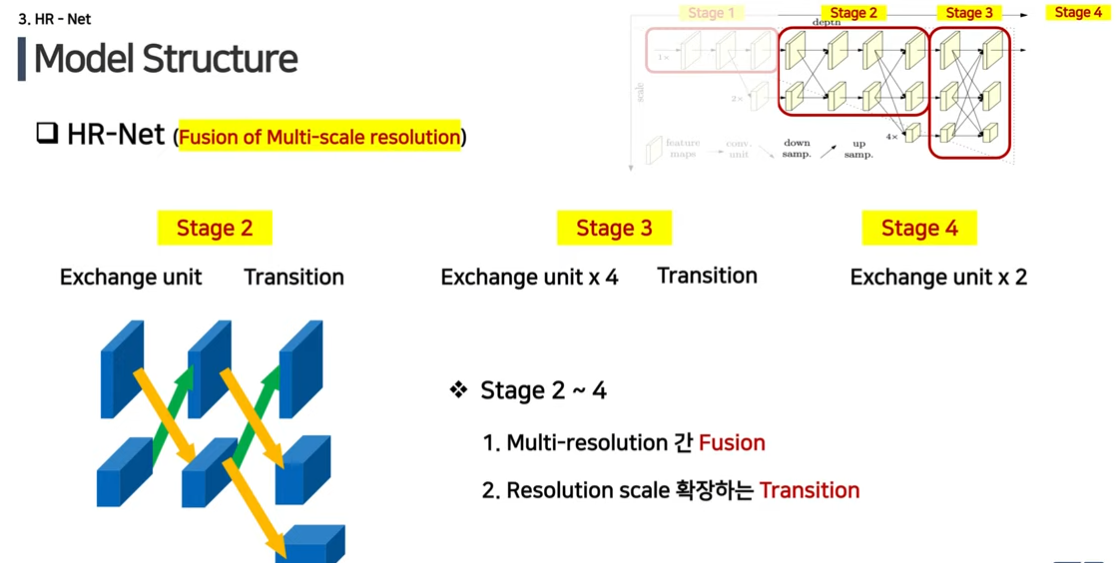 3. HR - Net
Model Structure
❑ HR-Net (Fusion of Multi-scale resolution)
Stage 1
Stage 2
Stage 3
Stage 4
depth
scale
1×
2×
4×
feature maps
conv. unit
down samp.
up samp.
Stage 2
Stage 3
Stage 4
Exchange unit
Transition
Exchange unit x 4
Transition
Exchange unit x 2
❖ Stage 2 ~ 4
1. Multi-resolution 간 Fusion
2. Resolution scale 확장하는 Transition